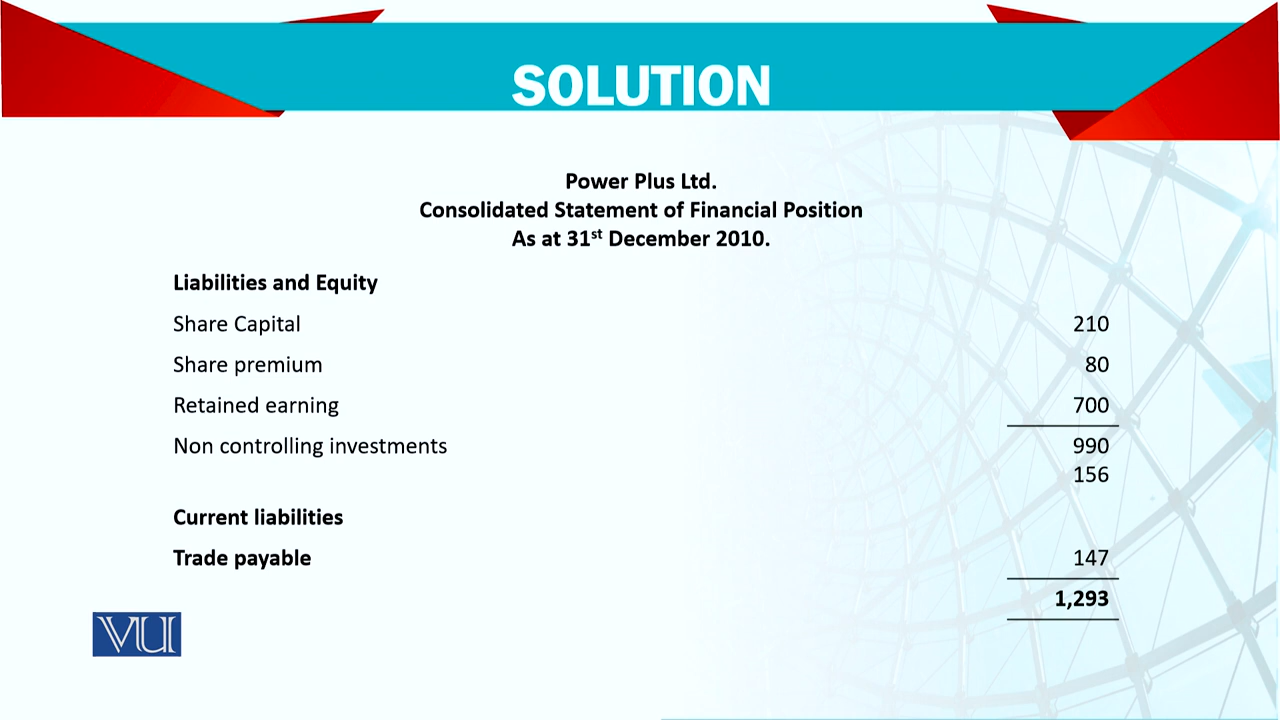 SOLUTION
Power Plus Ltd.
Consolidated Statement of Financial Position
As at 31st December 2010.
Liabilities and Equity
Share Capital 210
Share premium 80
Retained earning 700
Non controlling investments 990
156
Current liabilities
Trade payable 147
1,293
VU